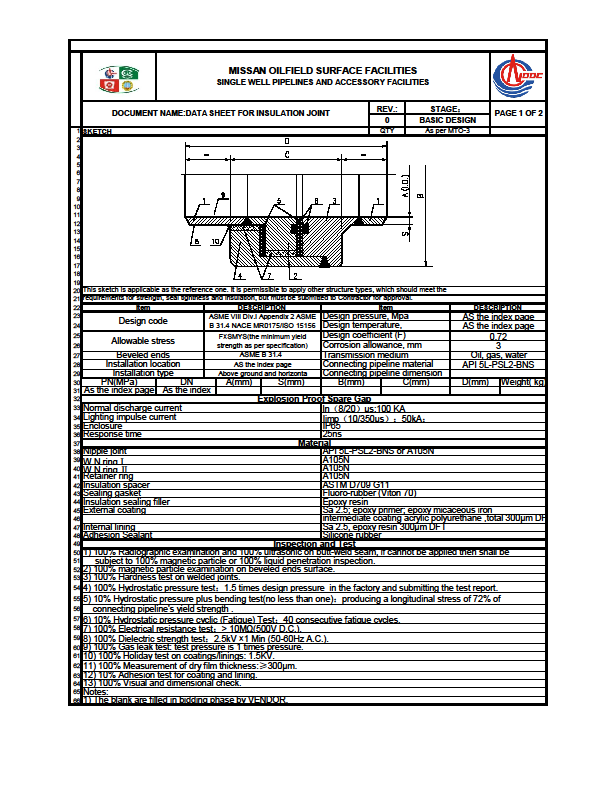 MISSAN OILFIELD SURFACE FACILITIES
SINGLE WELL PIPELINES AND ACCESSORY FACILITIES
DOCUMENT NAME:DATA SHEET FOR INSULATION JOINT
REV.: STAGE:
0 BASIC DESIGN
PAGE 1 OF 2
1 SKETCH QTY As per MTO-3
2
3
4
5
6
7
8
9
10
11
12
13
14
15
16
17
18
19
D
C
A(I.D.)
B
S
1 9 5 8 3 1
6 10 4 7 2
20 This sketch is applicable as the reference one. It is permissible to apply other structure types, which should meet the
21 requirements for strength, seal tightness and insulation, but must be submitted to Contractor for approval.
22 Item DESCRIPTION Item DESCRIPTION
23 Design code ASME VIII Div.I Appendix 2 ASME Design pressure, Mpa AS the index page
24 B 31.4 NACE MR0175/ISO 15156 Design temperature, AS the index page
25 Allowable stress FXSMYS(the minimum yield Design coefficient (F) 0.72
26 strength as per specification) Corrosion allowance, mm 3
27 Beveled ends ASME B 31.4 Transmission medium Oil, gas, water
28 Installation location AS the index page Connecting pipeline material API 5L-PSL2-BNS
29 Installation type Above ground and horizonta Connecting pipeline dimension
30 PN(MPa) DN A(mm) S(mm) B(mm) C(mm) D(mm) Weight( kg)
31 As the index page As the index
32 Explosion Proof Spare Gap
33 Normal discharge current In（8/20）us:100 KA
34 Lighting impulse current Iimp（10/350us）；50kA；
35 Enclosure IP65
36 Response time 25ns
37 Material
38 Nipple joint API 5L-PSL2-BNS or A105N
39 W.N ring I A105N
40 W.N ring II A105N
41 Retainer ring A105N
42 Insulation spacer ASTM D709 G11
43 Sealing gasket Fluoro-rubber (Viton 70)
44 Insulation sealing filler Epoxy resin
45 External coating Sa 2.5; epoxy primer; epoxy micaceous iron
46 intermediate coating acrylic polyurethane ,total 300μm DF
47 Internal lining Sa 2.5, epoxy resin 300μm DFT
48 Adhesion Sealant Silicone rubber
49 Inspection and Test
50 1) 100% Radiographic examination and 100% ultrasonic on butt-weld seam, if cannot be applied then shall be
51 subject to 100% magnetic particle or 100% liquid penetration inspection.
52 2) 100% magnetic particle examination on beveled ends surface.
53 3) 100% Hardness test on welded joints.
54 4) 100% Hydrostatic pressure test：1.5 times design pressure in the factory and submitting the test report.
55 5) 10% Hydrostatic pressure plus bending test(no less than one)：producing a longitudinal stress of 72% of
56 connecting pipeline's yield strength .
57 6) 10% Hydrostatic pressure cyclic (Fatigue) Test：40 consecutive fatigue cycles.
58 7) 100% Electrical resistance test：> 10MΩ(500V D.C.).
59 8) 100% Dielectric strength test：2.5kV ×1 Min (50-60Hz A.C.).
60 9) 100% Gas leak test: test pressure is 1 times pressure.
61 10) 100% Holiday test on coatings/linings: 1.5KV.
62 11) 100% Measurement of dry film thickness:≥300μm.
63 12) 10% Adhesion test for coating and lining.
64 13) 100% Visual and dimensional check.
65 Notes:
66 1) The blank are filled in bidding phase by VENDOR.